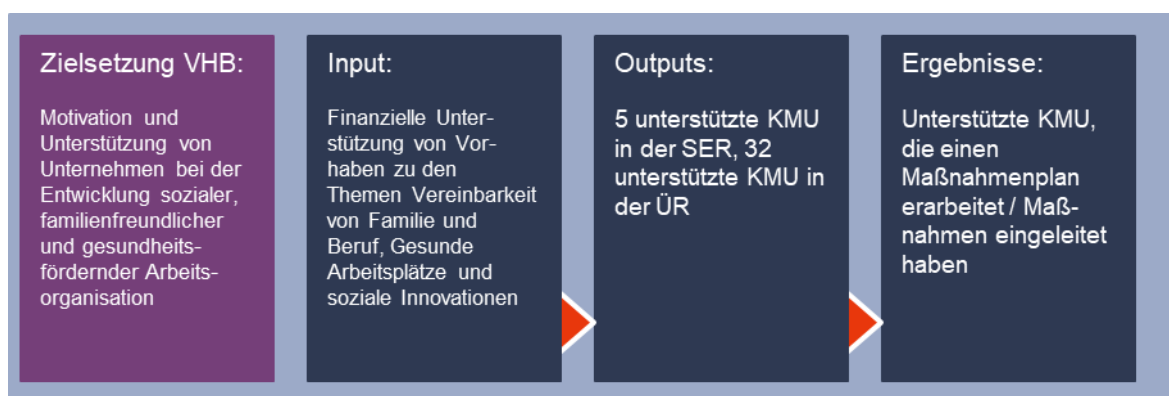 Zielsetzung VHB:
Motivation und
Unterstützung von
Unternehmen bei der
Entwicklung sozialer,
familienfreundlicher
und gesundheits-
fördernder Arbeits-
organisation
Input:
Finanzielle Unter-
stützung von Vor-
haben zu den
Themen Vereinbarkeit
von Familie und
Beruf, Gesunde
Arbeitsplätze und
soziale Innovationen
Outputs:
5 unterstützte KMU
in der SER, 32
unterstützte KMU in
der ÜR
Ergebnisse:
Unterstützte KMU,
die einen
Maßnahmenplan
erarbeitet / Maß-
nahmen eingeleitet
haben